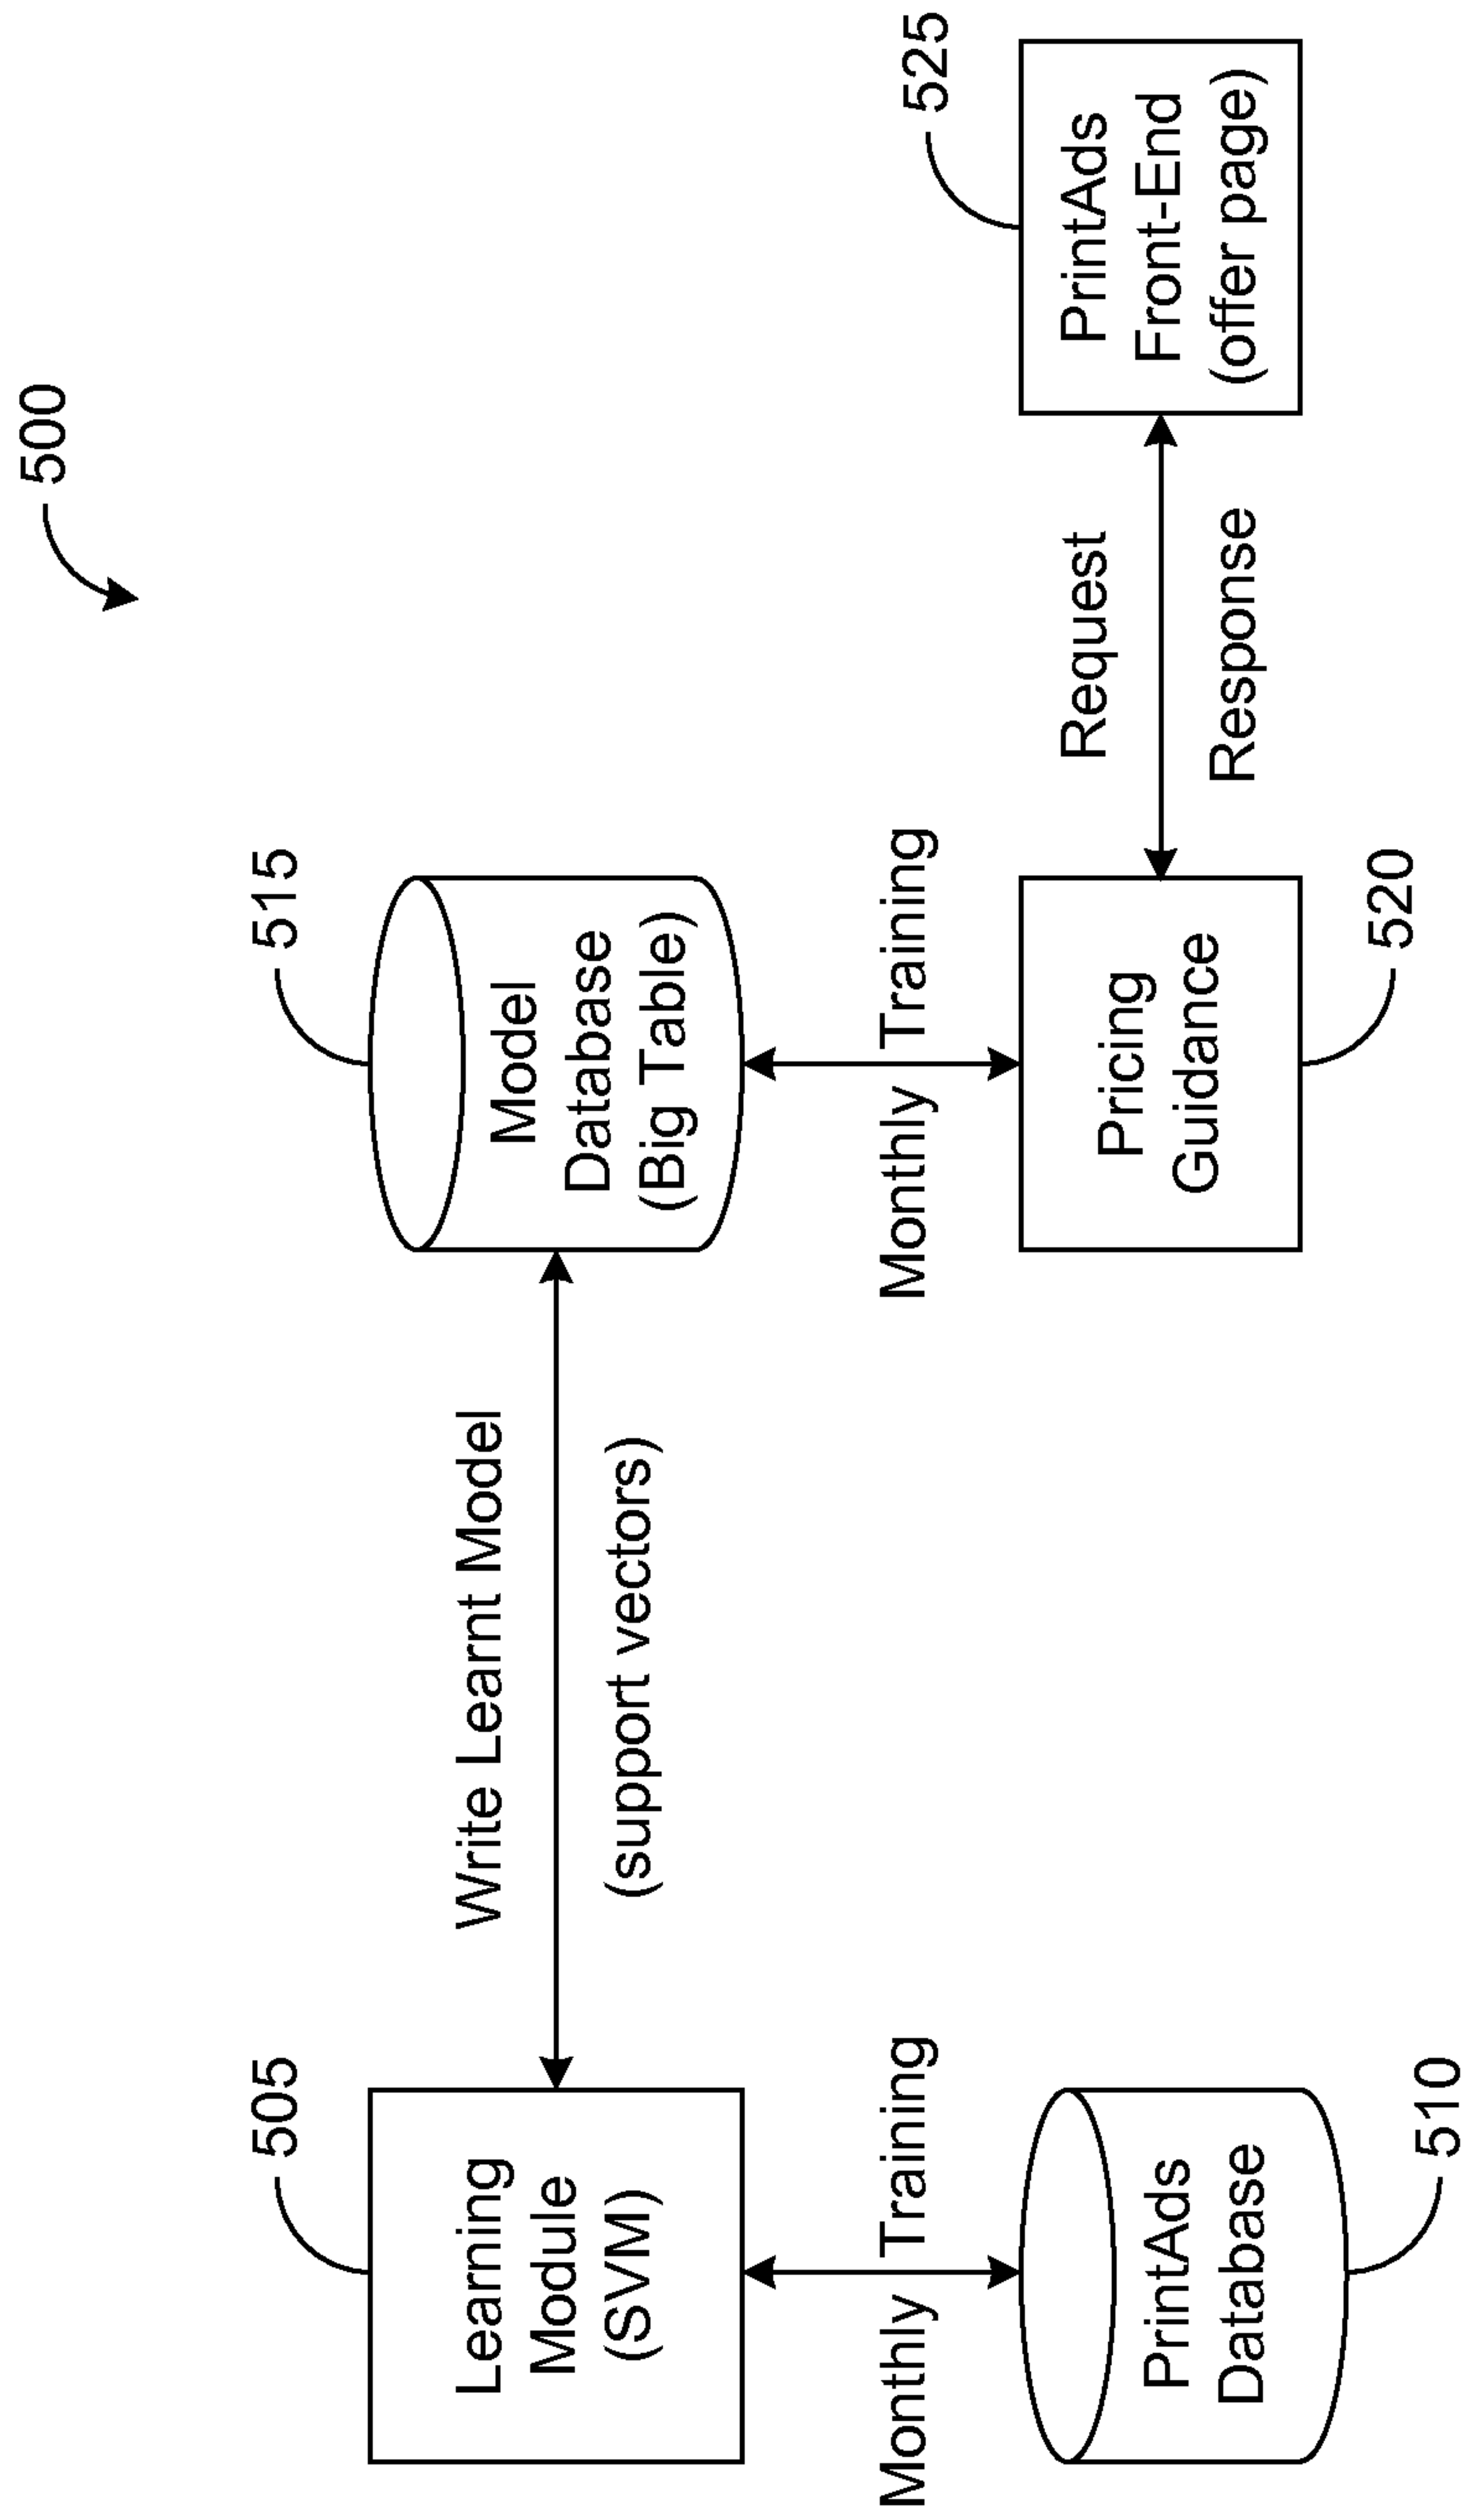 500
505
Learning
Module
(SVM)
Write Learnt Model
(support vectors)
515
Model
Database
(Big Table)
Monthly Training
Monthly Training
510
PrintAds
Database
520
Pricing
Guidance
Request
Response
525
PrintAds
Front-End
(offer page)